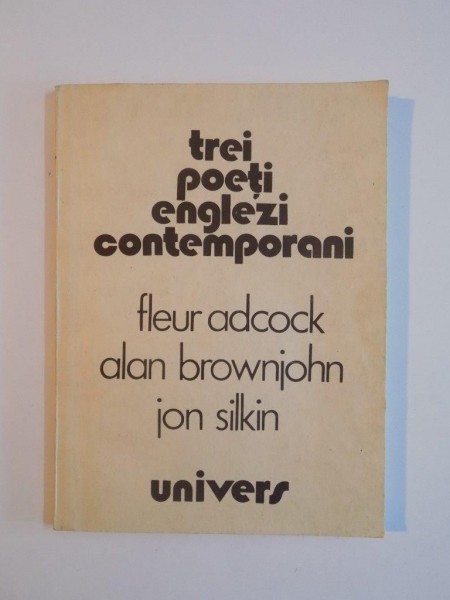 trei
poeți
englezi
contemporani
fleur adcock
alan brownjohn
jon silkin
univers